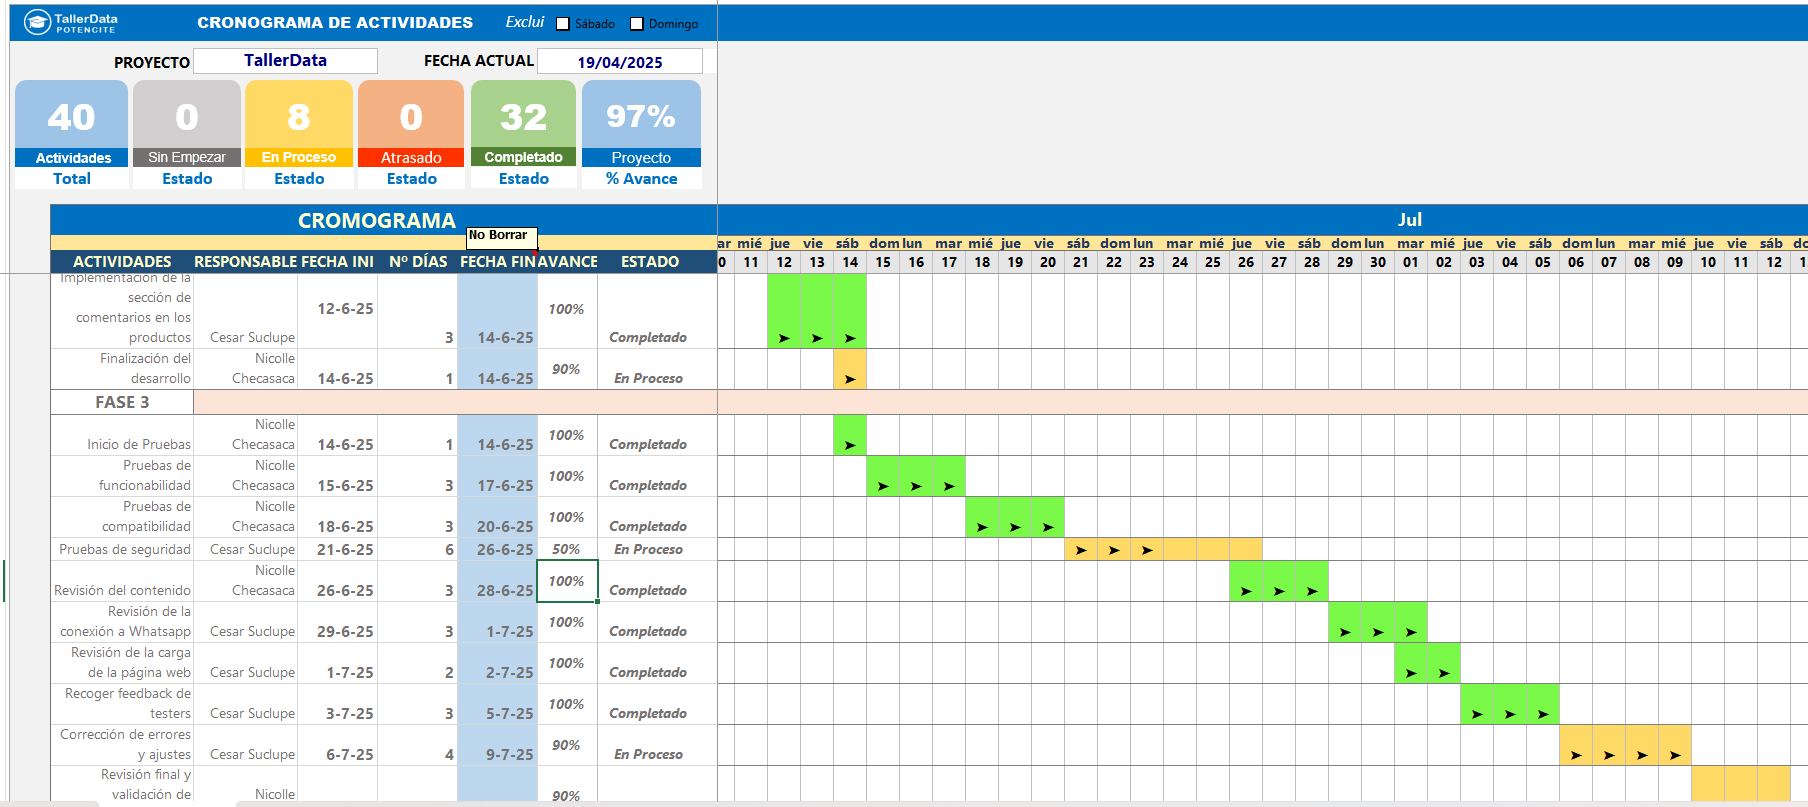 TallerData
POTENCITE
CRONOGRAMA DE ACTIVIDADES Exclui Sábado Domingo
PROYECTO TallerData FECHA ACTUAL 19/04/2025
40 0 8 0 32 97%
Actividades Sin Empezar En Proceso Atrasado Completado Proyecto
Total Estado Estado Estado Estado % Avance
CROMOGRAMA Jul
No Borrar
ar mié jue vie sáb dom lun mar mié jue vie sáb dom lun mar mié jue vie sáb dom lun mar mié jue vie sáb dom lun mar mié jue vie sáb do
ACTIVIDADES RESPONSABLE FECHA INI Nº DÍAS FECHA FIN AVANCE ESTADO 0 11 12 13 14 15 16 17 18 19 20 21 22 23 24 25 26 27 28 29 30 01 02 03 04 05 06 07 08 09 10 11 12 1
Implementación de la
sección de
comentarios en los
productos Cesar Suclupe 12-6-25 3 14-6-25 100% Completado
Finalización del
desarrollo
Nicolle
Checasaca 14-6-25 1 14-6-25 90% En Proceso
FASE 3
Inicio de Pruebas
Nicolle
Checasaca 14-6-25 1 14-6-25 100% Completado
Pruebas de
funcionabilidad
Nicolle
Checasaca 15-6-25 3 17-6-25 100% Completado
Pruebas de
compatibilidad
Nicolle
Checasaca 18-6-25 3 20-6-25 100% Completado
Pruebas de seguridad Cesar Suclupe 21-6-25 6 26-6-25 50% En Proceso
Revisión del contenido
Nicolle
Checasaca 26-6-25 3 28-6-25 100% Completado
Revisión de la
conexión a Whatsapp Cesar Suclupe 29-6-25 3 1-7-25 100% Completado
Revisión de la carga
de la página web Cesar Suclupe 1-7-25 2 2-7-25 100% Completado
Recoger feedback de
testers Cesar Suclupe 3-7-25 3 5-7-25 100% Completado
Corrección de errores
y ajustes Cesar Suclupe 6-7-25 4 9-7-25 90% En Proceso
Revisión final y
validación de Nicolle 90%